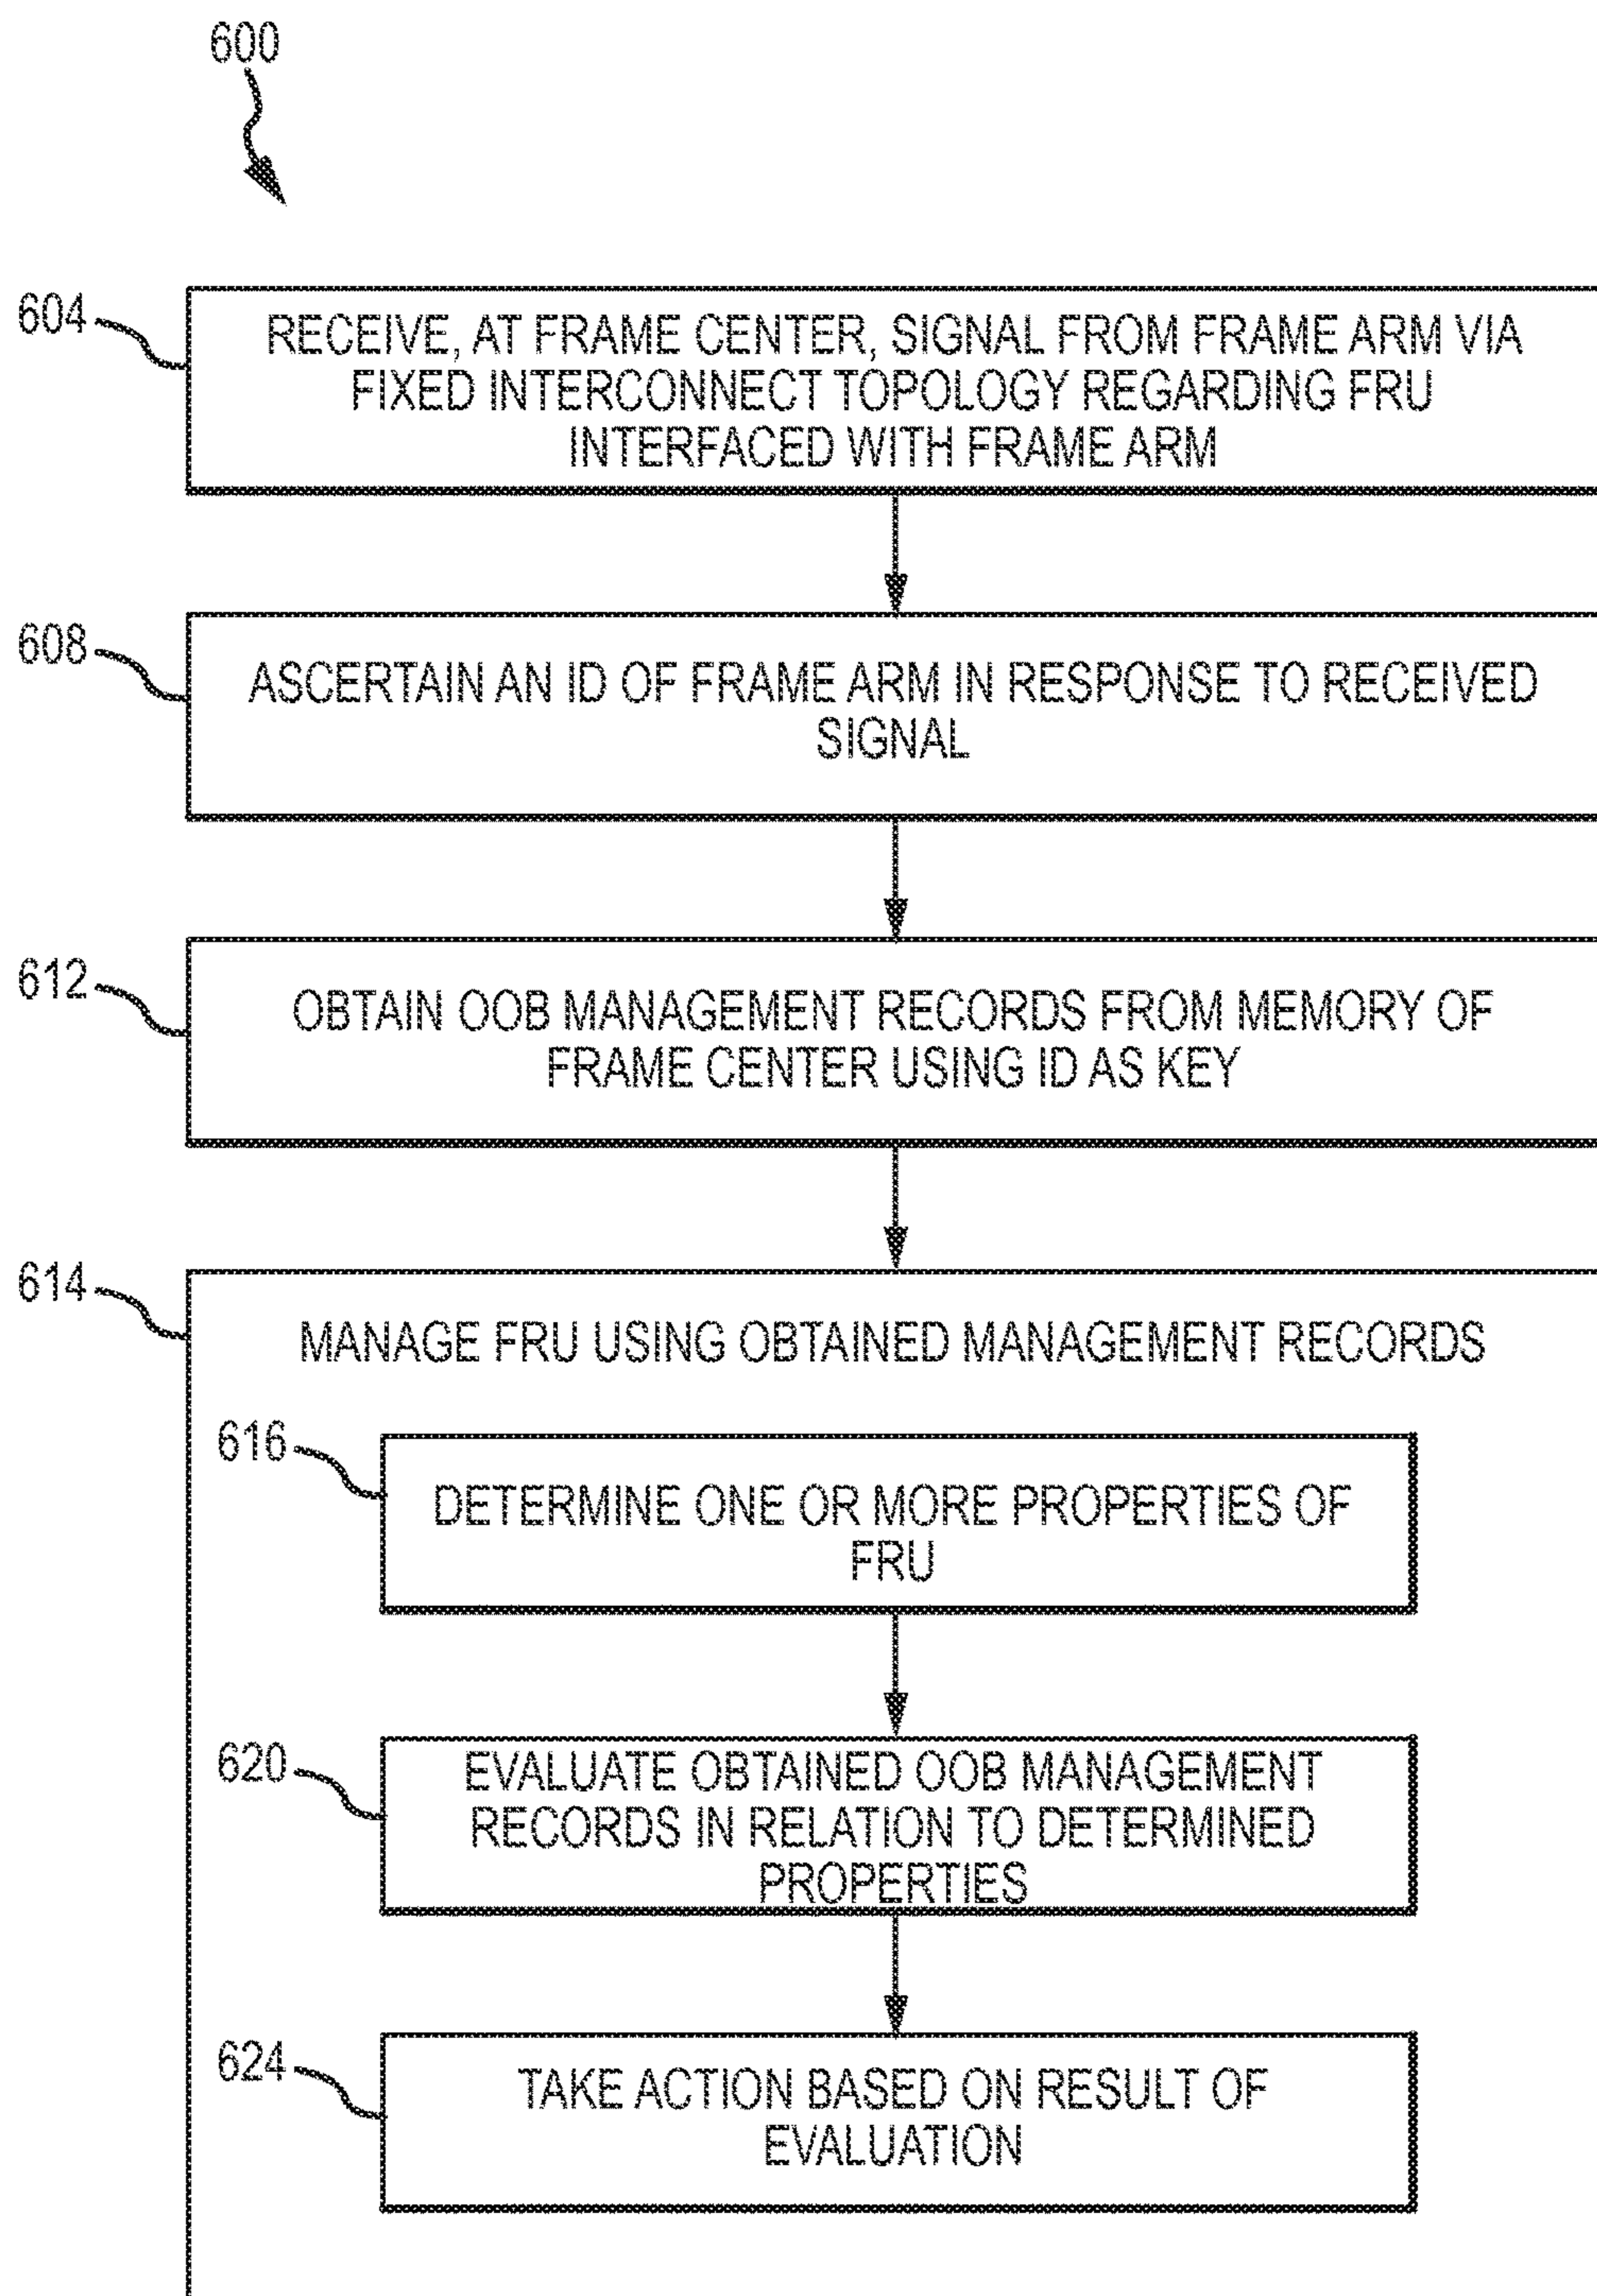 600
604
RECEIVE, AT FRAME CENTER, SIGNAL FROM FRAME ARM VIA
FIXED INTERCONNECT TOPOLOGY REGARDING FRU
INTERFACED WITH FRAME ARM
608
ASCERTAIN AN ID OF FRAME ARM IN RESPONSE TO RECEIVED
SIGNAL
612
OBTAIN OOB MANAGEMENT RECORDS FROM MEMORY OF
FRAME CENTER USING ID AS KEY
614
MANAGE FRU USING OBTAINED MANAGEMENT RECORDS
616
DETERMINE ONE OR MORE PROPERTIES OF
FRU
620
EVALUATE OBTAINED OOB MANAGEMENT
RECORDS IN RELATION TO DETERMINED
PROPERTIES
624
TAKE ACTION BASED ON RESULT OF
EVALUATION